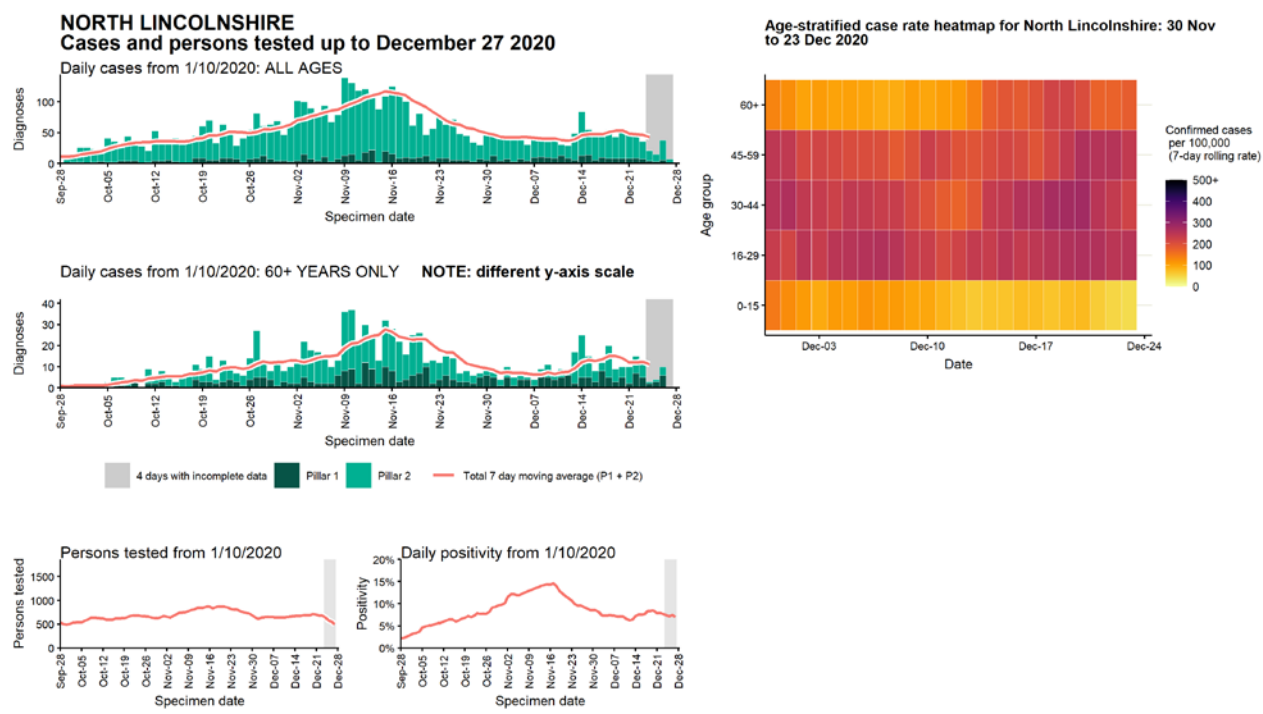 NORTH LINCOLNSHIRE
Cases and persons tested up to December 27 2020
Daily cases from 1/10/2020: ALL AGES
Diagnoses
100
50
0
Sep-28 Oct-05 Oct-12 Oct-19 Oct-26 Nov-02 Nov-09 Nov-16 Nov-23 Nov-30 Dec-07 Dec-14 Dec-21 Dec-28
Specimen date
Daily cases from 1/10/2020: 60+ YEARS ONLY NOTE: different y-axis scale
Diagnoses
40
30
20
10
0
Sep-28 Oct-05 Oct-12 Oct-19 Oct-26 Nov-02 Nov-09 Nov-16 Nov-23 Nov-30 Dec-07 Dec-14 Dec-21 Dec-28
Specimen date
4 days with incomplete data Pillar 1 Pillar 2 Total 7 day moving average (P1 + P2)
Persons tested from 1/10/2020
Persons tested
1500
1000
500
0
Sep-28 Oct-05 Oct-12 Oct-19 Oct-26 Nov-02 Nov-09 Nov-16 Nov-23 Nov-30 Dec-07 Dec-14 Dec-21 Dec-28
Specimen date
Daily positivity from 1/10/2020
Positivity
20%
15%
10%
5%
0%
Sep-28 Oct-05 Oct-12 Oct-19 Oct-26 Nov-02 Nov-09 Nov-16 Nov-23 Nov-30 Dec-07 Dec-14 Dec-21 Dec-28
Specimen date
Age-stratified case rate heatmap for North Lincolnshire: 30 Nov
to 23 Dec 2020
Age group
60+
45-59
30-44
16-29
0-15
Dec-03 Dec-10 Dec-17 Dec-24
Date
Confirmed cases
per 100,000
(7-day rolling rate)
500+
400
300
200
100
0